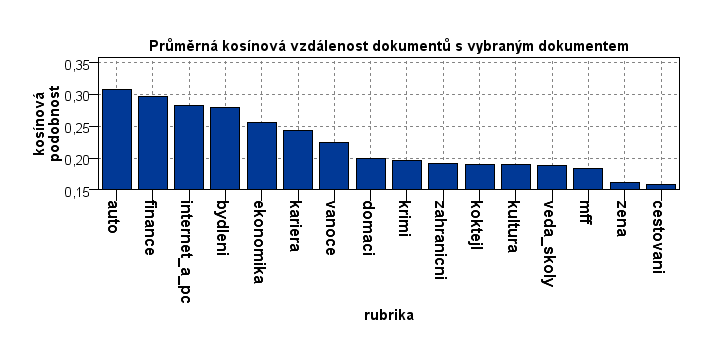 Průměrná kosínová vzdálenost dokumentů s vybraným dokumentem
kosínová
podobnost
0,35
0,30
0,25
0,20
0,15
auto
finance
internet_a_pc
bydleni
ekonomika
kariera
vanoce
domaci
krimi
zahranicni
koktejl
kultura
veda_skoly
mff
zena
cestovani
rubrika